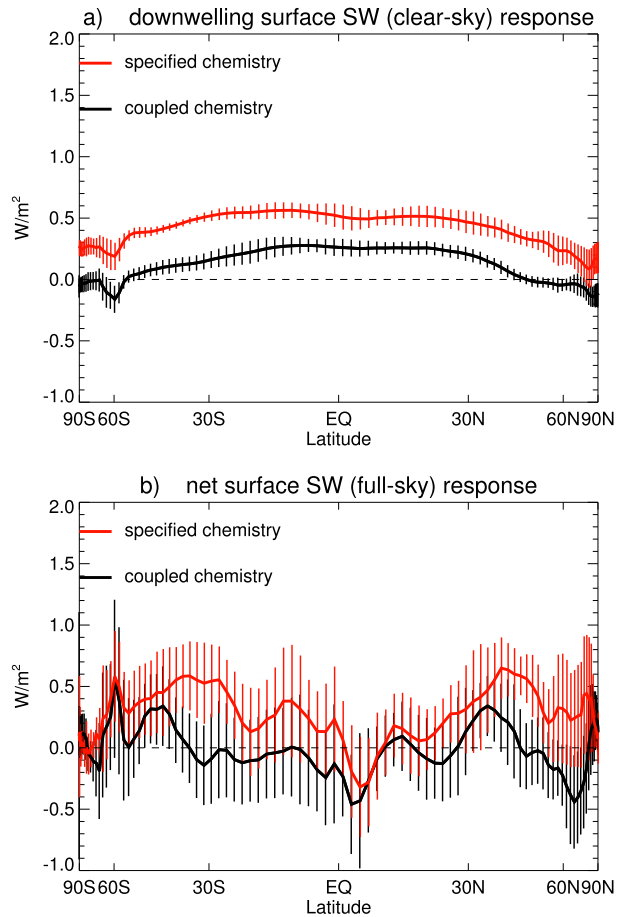 a) downwelling surface SW (clear-sky) response
2.0
specified chemistry
1.5
coupled chemistry
1.0
W/m²
0.5
0.0
-0.5
-1.0
90S 60S 30S EQ 30N 60N 90N
Latitude
b) net surface SW (full-sky) response
2.0
specified chemistry
1.5
coupled chemistry
1.0
W/m²
0.5
0.0
-0.5
-1.0
90S 60S 30S EQ 30N 60N 90N
Latitude